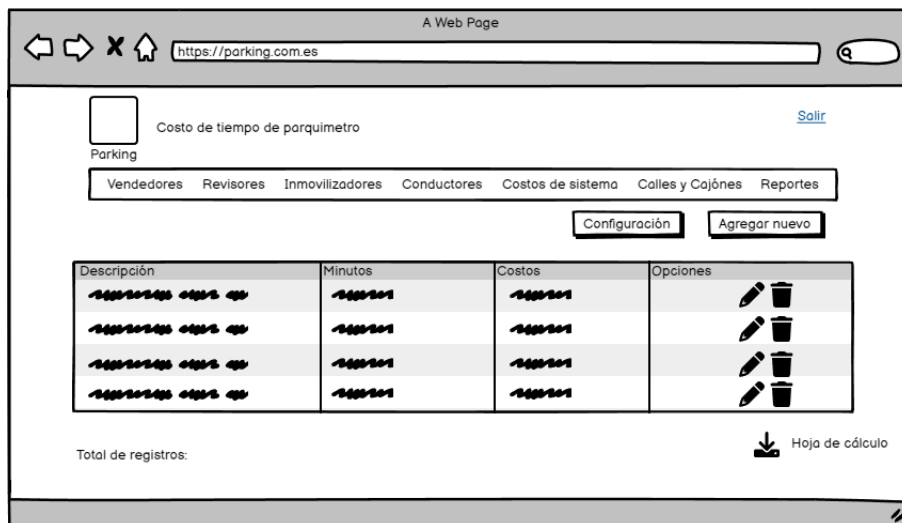 A Web Page
https://parking.com.es
Salir
Costo de tiempo de parquimetro
Parking
Vendedores Revisores Inmovilizadores Conductores Costos de sistema Calles y Cajónes Reportes
Configuración Agregar nuevo
Descripción Minutos Costos Opciones
Hoja de cálculo
Total de registros: